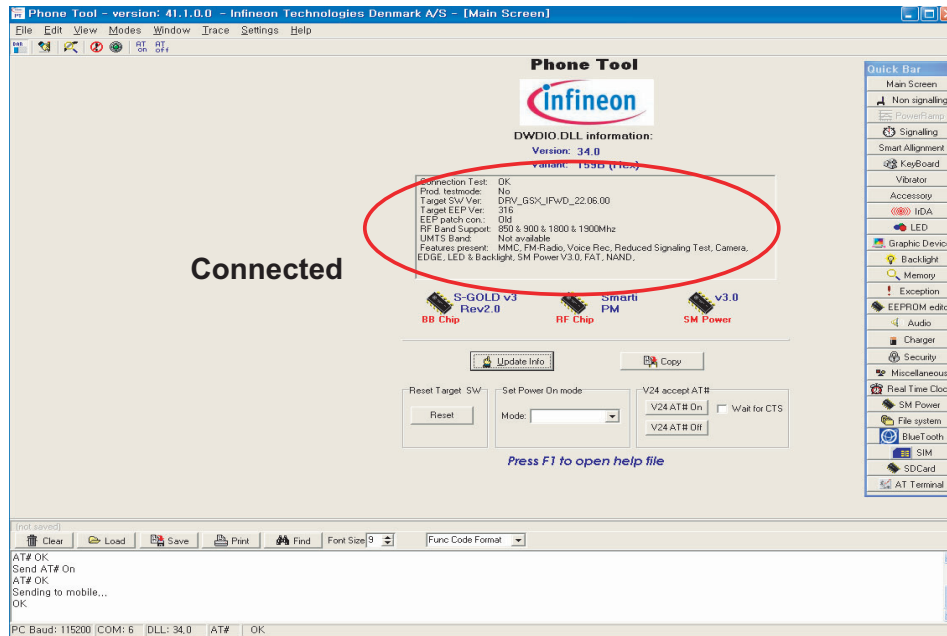 Phone Tool - version: 41.1.0.0 - Infineon Technologies Denmark A/S - [Main Screen]
File Edit View Modes Window Trace Settings Help
AT on AT off
Phone Tool
infineon
DWDIO.DLL information:
Version: 34.0
Variant: 159B (Flex)
Connection Test: OK
Prod. testmode: No
Target SW Ver: DRV_GSX_IFWD_22.06.00
Target EEP Ver: 316
EEP patch con.: Old
RF Band Support: 850 & 900 & 1800 & 1900Mhz
UMTS Band: Not available
Features present: MMC, FM-Radio, Voice Rec, Reduced Signaling Test, Camera,
EDGE, LED & Backlight, SM Power V3.0, FAT, NAND,
Connected
S-GOLD v3
Rev2.0
BB Chip
Smarti
PM
RF Chip
v3.0
SM Power
Update Info
Copy
Reset Target SW
Reset
Set Power On mode
Mode:
V24 accept AT#
V24 AT# On
Wait for CTS
V24 AT# Off
Press F1 to open help file
Quick Bar
Main Screen
Non signalling
PowerRamp
Signalling
Smart Allignment
KeyBoard
Vibrator
Accessory
IrDA
LED
Graphic Devic
Backlight
Memory
Exception
EEPROM edito
Audio
Charger
Security
Miscellaneous
Real Time Cloc
SM Power
File system
BlueTooth
SIM
SDCard
AT Terminal
(not saved)
Clear Load Save Print Find Font Size 9 Func Code Format
AT# OK
Send AT# On
AT# OK
Sending to mobile...
OK
PC Baud: 115200 COM: 6 DLL: 34,0 AT# OK